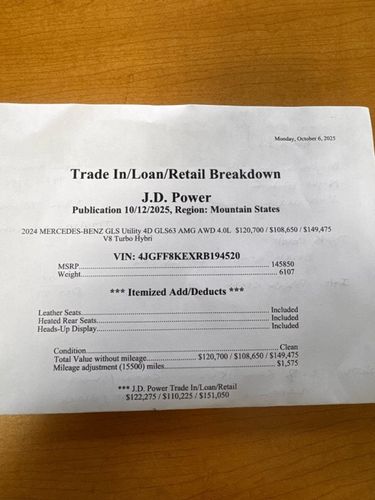 Monday, October 6, 2025
Trade In/Loan/Retail Breakdown
J.D. Power
Publication 10/12/2025, Region: Mountain States
2024 MERCEDES-BENZ GLS Utility 4D GLS63 AMG AWD 4.0L $120,700 / $108,650 / $149,475
V8 Turbo Hybri
VIN: 4JGFF8KEXRB194520
MSRP 145850
Weight 6107
*** Itemized Add/Deducts ***
Leather Seats Included
Heated Rear Seats Included
Heads-Up Display Included
Condition Clean
Total Value without mileage $120,700 / $108,650 / $149,475
Mileage adjustment (15500) miles $1,575
*** J.D. Power Trade In/Loan/Retail
$122,275 / $110,225 / $151,050